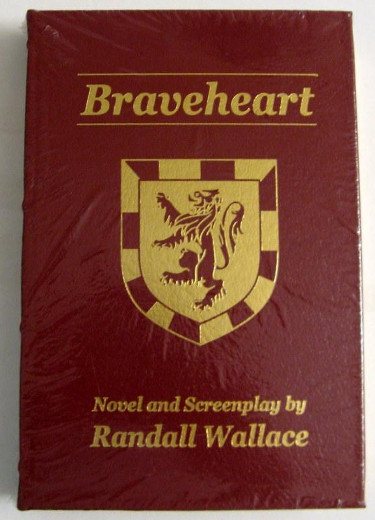 Braveheart
Novel and Screenplay by
Randall Wallace